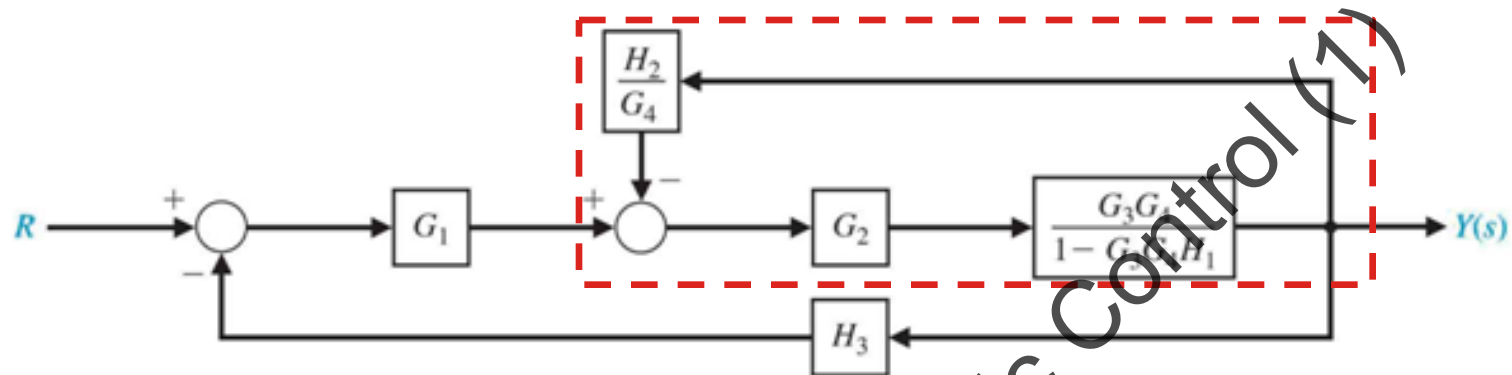 H₂
G₄
R
+
−
G₁
+
−
G₂
G₃G₄
1− G₃G₄H₁
Y(s)
H₃
c Control (1)